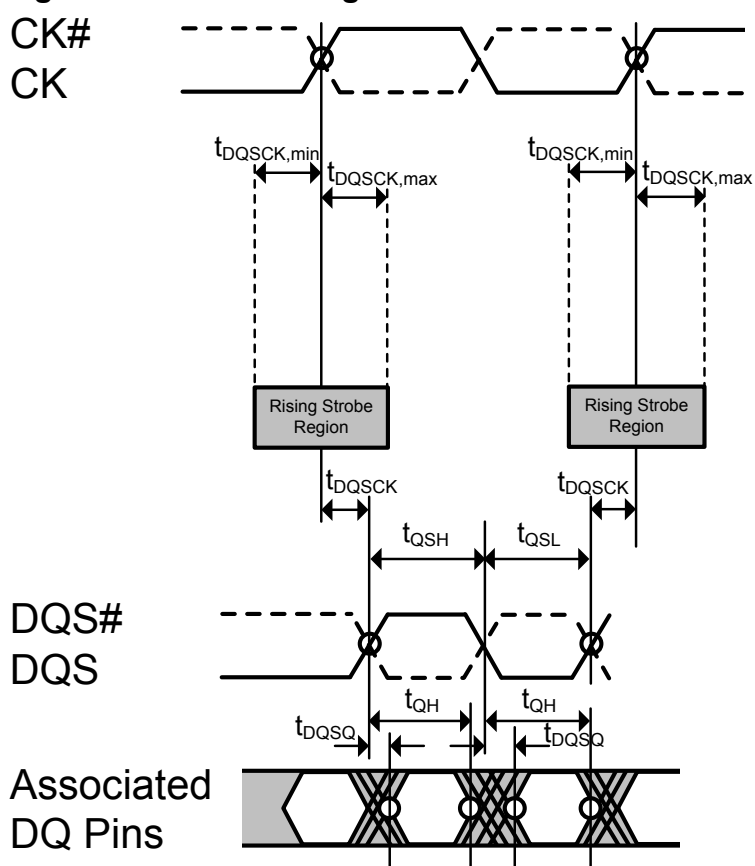 CK#
CK
tDQSCK,min
tDQSCK,max
tDQSCK,min
tDQSCK,max
Rising Strobe
Region
Rising Strobe
Region
tDQSCK
tDQSCK
tQSH
tQSL
DQS#
DQS
tQH
tQH
tDQSQ
tDQSQ
Associated
DQ Pins